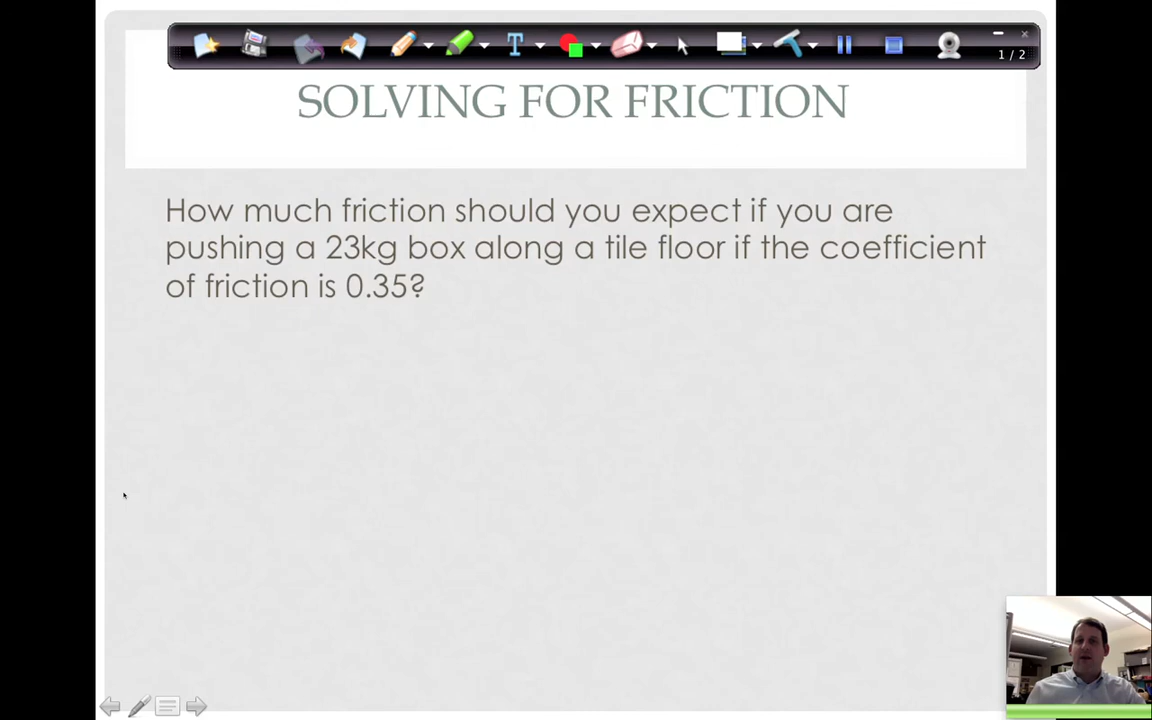 1 / 2
SOLVING FOR FRICTION
How much friction should you expect if you are
pushing a 23kg box along a tile floor if the coefficient
of friction is 0.35?